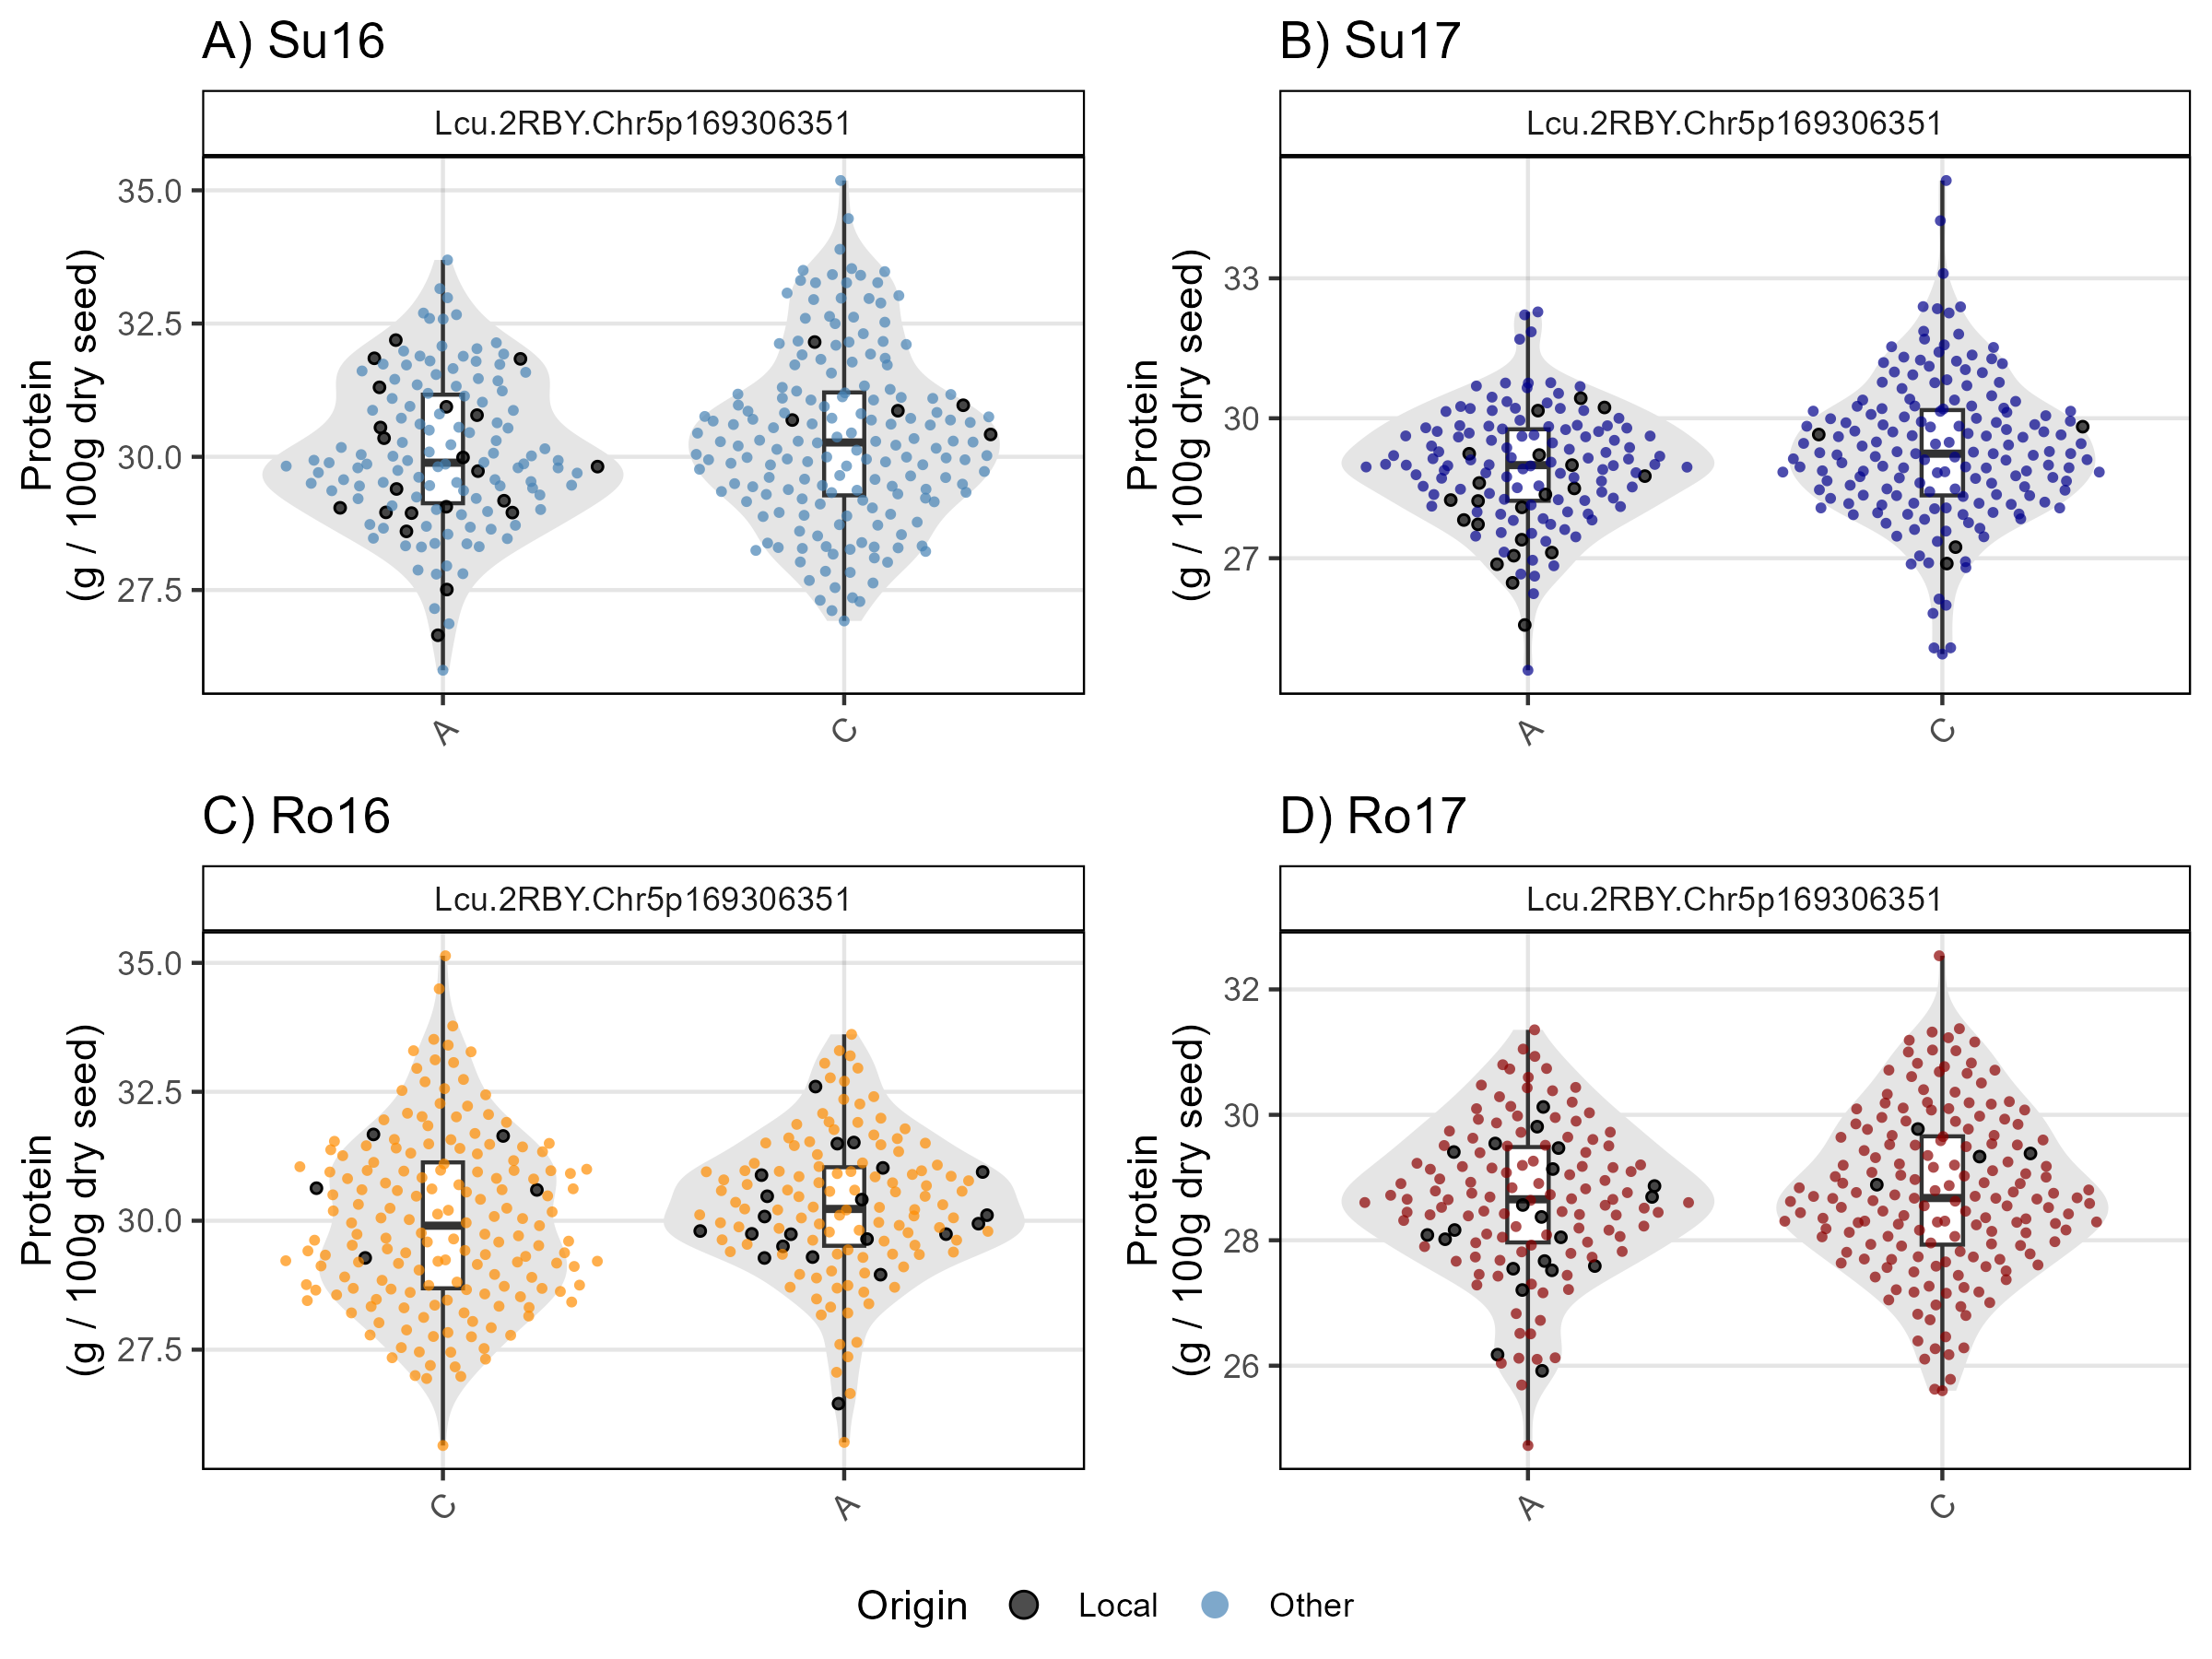 A) Su16
Lcu.2RBY.Chr5p169306351
Protein
(g / 100g dry seed)
35.0
32.5
30.0
27.5
A
C
B) Su17
Lcu.2RBY.Chr5p169306351
Protein
(g / 100g dry seed)
33
30
27
A
C
C) Ro16
Lcu.2RBY.Chr5p169306351
Protein
(g / 100g dry seed)
35.0
32.5
30.0
27.5
C
A
D) Ro17
Lcu.2RBY.Chr5p169306351
Protein
(g / 100g dry seed)
32
30
28
26
A
C
Origin Local Other